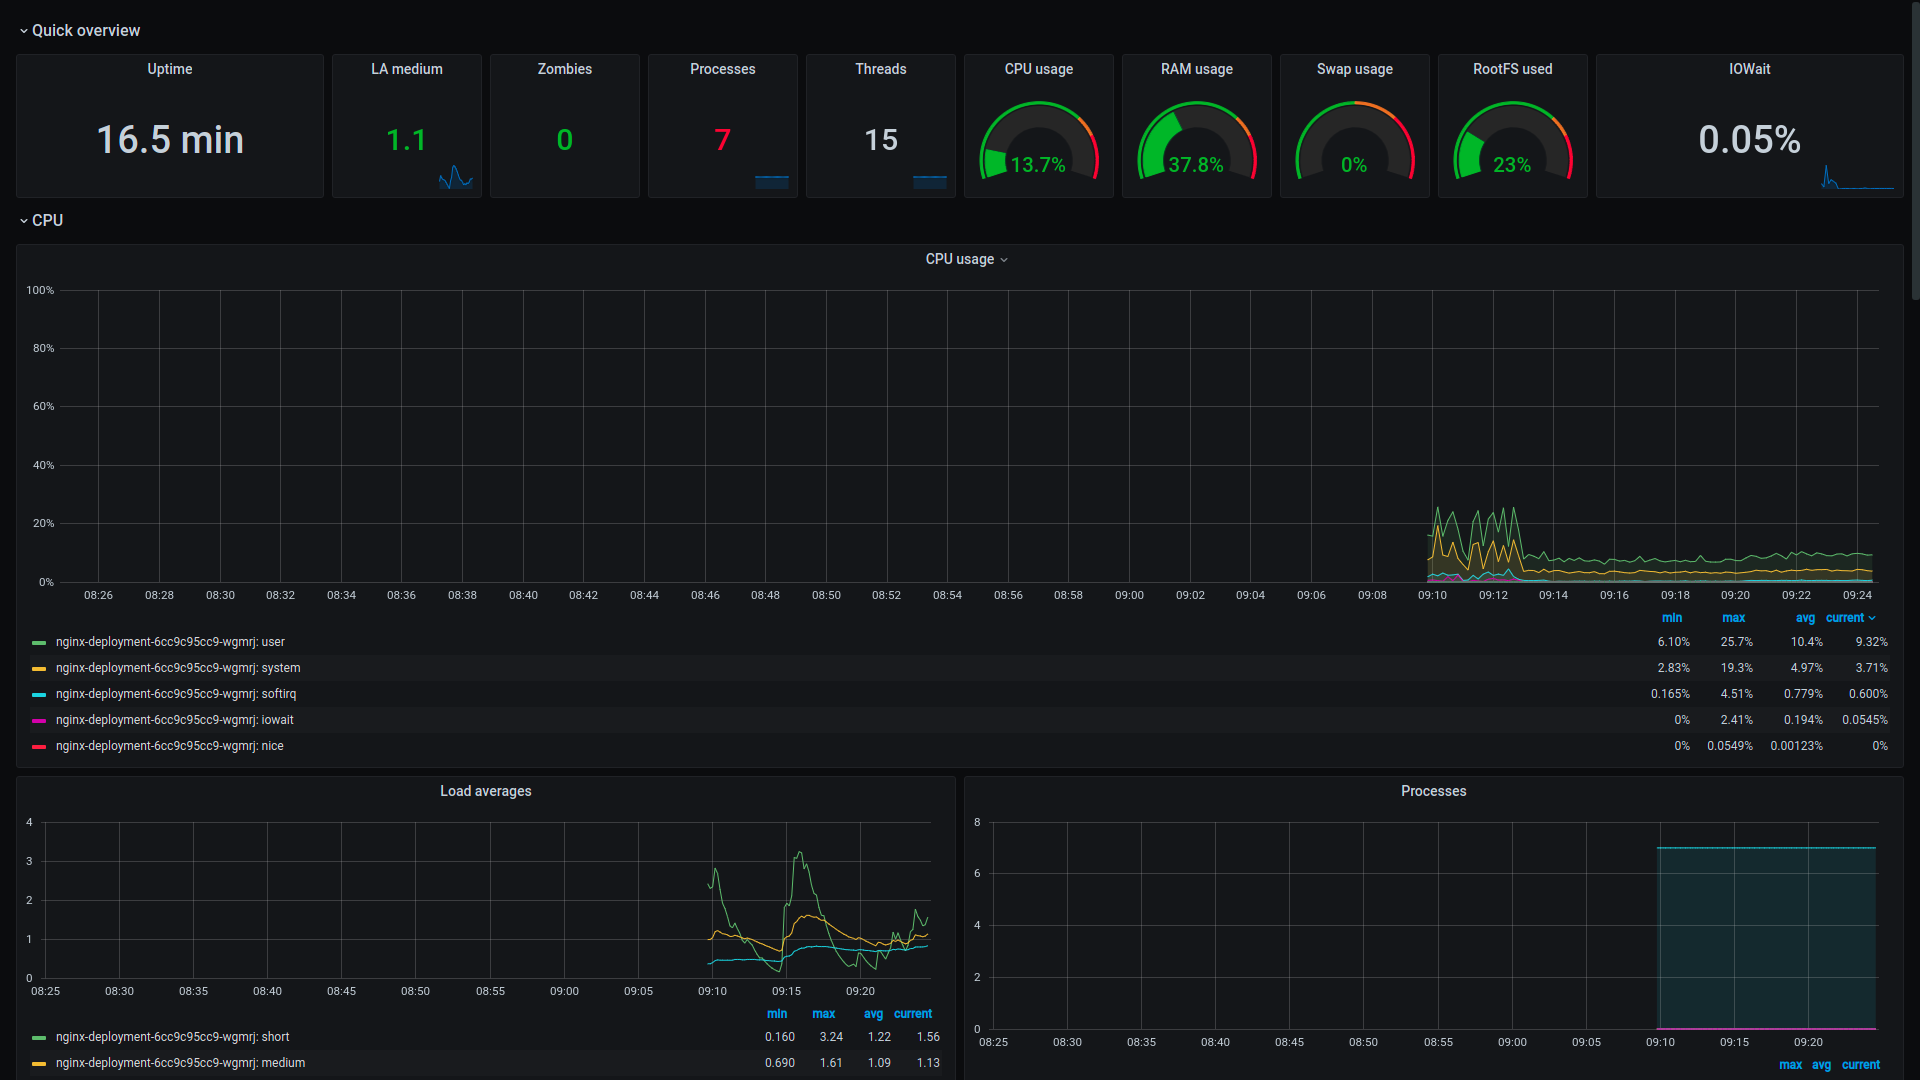 Quick overview
Uptime
16.5 min
LA medium
1.1
Zombies
0
Processes
7
Threads
15
CPU usage
13.7%
RAM usage
37.8%
Swap usage
0%
RootFS used
23%
IOWait
0.05%
CPU
CPU usage
100%
80%
60%
40%
20%
0%
08:26 08:28 08:30 08:32 08:34 08:36 08:38 08:40 08:42 08:44 08:46 08:48 08:50 08:52 08:54 08:56 08:58 09:00 09:02 09:04 09:06 09:08 09:10 09:12 09:14 09:16 09:18 09:20 09:22 09:24
min max avg current
nginx-deployment-6cc9c95cc9-wgmrj: user 6.10% 25.7% 10.4% 9.32%
nginx-deployment-6cc9c95cc9-wgmrj: system 2.83% 19.3% 4.97% 3.71%
nginx-deployment-6cc9c95cc9-wgmrj: softirq 0.165% 4.51% 0.779% 0.600%
nginx-deployment-6cc9c95cc9-wgmrj: iowait 0% 2.41% 0.194% 0.0545%
nginx-deployment-6cc9c95cc9-wgmrj: nice 0% 0.0549% 0.00123% 0%
Load averages
4
3
2
1
0
08:25 08:30 08:35 08:40 08:45 08:50 08:55 09:00 09:05 09:10 09:15 09:20
min max avg current
nginx-deployment-6cc9c95cc9-wgmrj: short 0.160 3.24 1.22 1.56
nginx-deployment-6cc9c95cc9-wgmrj: medium 0.690 1.61 1.09 1.13
Processes
8
6
4
2
0
08:25 08:30 08:35 08:40 08:45 08:50 08:55 09:00 09:05 09:10 09:15 09:20
max avg current